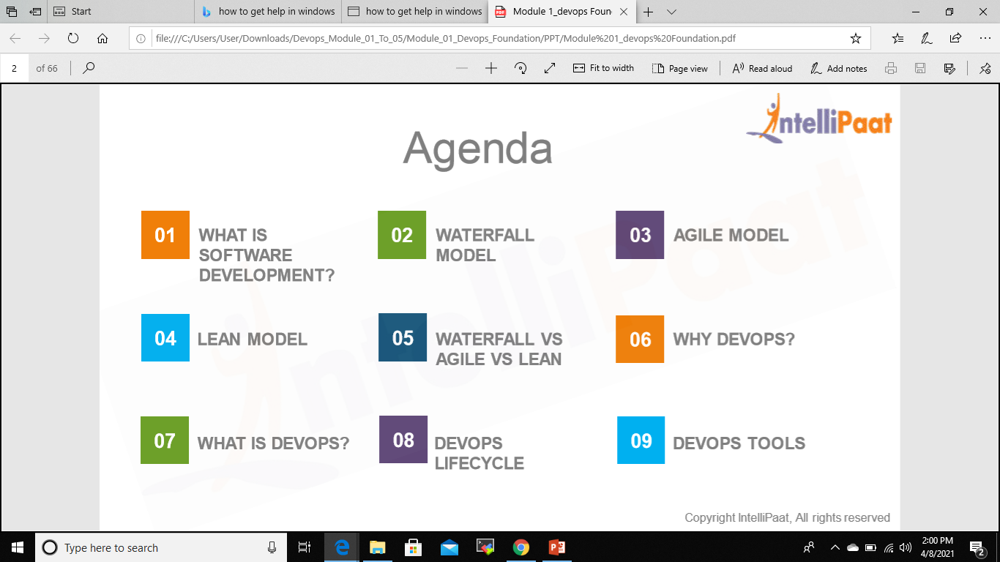 Start
how to get help in windows
how to get help in windows
Module 1_devops Foun
file:///C:/Users/User/Downloads/Devops_Module_01_To_05/Module_01_Devops_Foundation/PPT/Module%201_devops%20Foundation.pdf
2 of 66
Fit to width
Page view
Read aloud
Add notes
IntelliPaat
Agenda
01 WHAT IS
SOFTWARE
DEVELOPMENT?
02 WATERFALL
MODEL
03 AGILE MODEL
04 LEAN MODEL
05 WATERFALL VS
AGILE VS LEAN
06 WHY DEVOPS?
07 WHAT IS DEVOPS?
08 DEVOPS
LIFECYCLE
09 DEVOPS TOOLS
IntelliPaat
Copyright IntelliPaat, All rights reserved
Type here to search
2:00 PM
4/8/2021
2